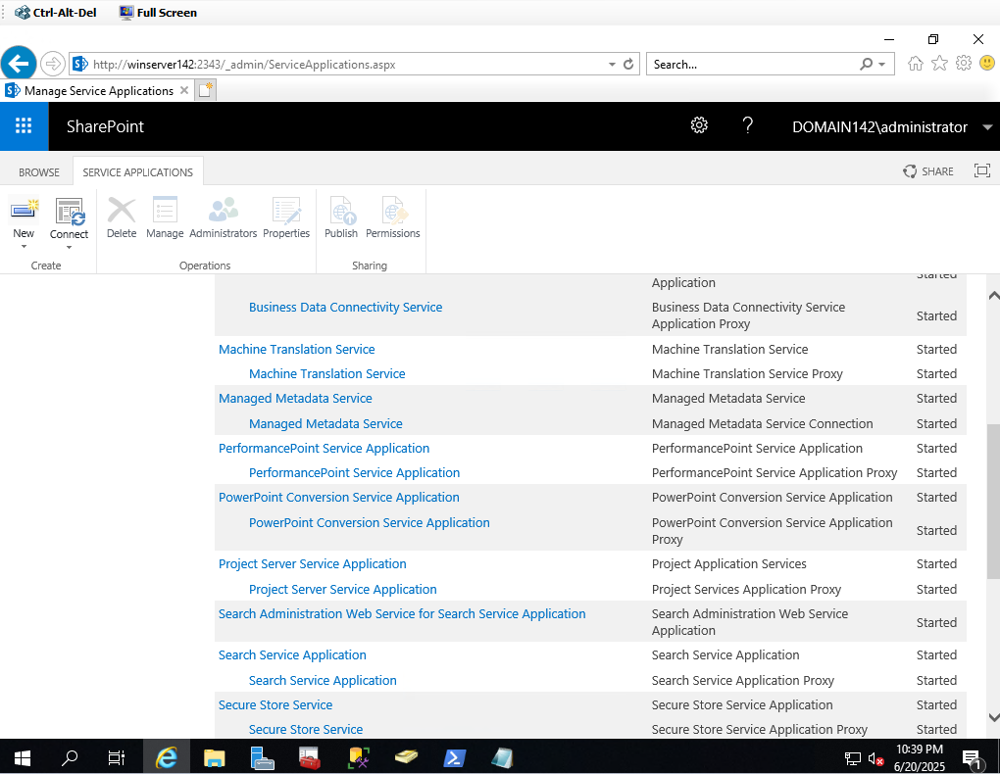 Ctrl-Alt-Del Full Screen
http://winserver142:2343/_admin/ServiceApplications.aspx Search...
Manage Service Applications
SharePoint ? DOMAIN142\administrator
BROWSE SERVICE APPLICATIONS SHARE
New Connect Delete Manage Administrators Properties Publish Permissions
Create Operations Sharing
Application Started
Business Data Connectivity Service Business Data Connectivity Service
Application Proxy Started
Machine Translation Service Machine Translation Service Started
Machine Translation Service Machine Translation Service Proxy Started
Managed Metadata Service Managed Metadata Service Started
Managed Metadata Service Managed Metadata Service Connection Started
PerformancePoint Service Application PerformancePoint Service Application Started
PerformancePoint Service Application PerformancePoint Service Application Proxy Started
PowerPoint Conversion Service Application PowerPoint Conversion Service Application Started
PowerPoint Conversion Service Application PowerPoint Conversion Service Application
Proxy Started
Project Server Service Application Project Application Services Started
Project Server Service Application Project Services Application Proxy Started
Search Administration Web Service for Search Service Application Search Administration Web Service
Application Started
Search Service Application Search Service Application Started
Search Service Application Search Service Application Proxy Started
Secure Store Service Secure Store Service Application Started
Secure Store Service Secure Store Service Application Proxy Started
10:39 PM
6/20/2025 1